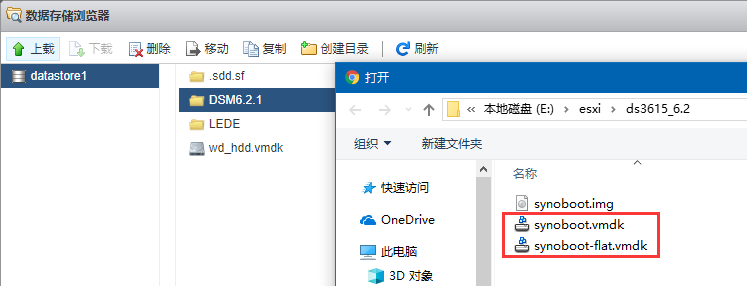 数据存储浏览器
上载 下载 删除 移动 复制 创建目录 刷新
datastore1
.sdd.sf
DSM6.2.1
LEDE
wd_hdd.vmdk
打开
« 本地磁盘 (E:) › esxi › ds3615_6.2
组织 新建文件夹
快速访问
OneDrive
此电脑
3D 对象
名称
synoboot.img
synoboot.vmdk
synoboot-flat.vmdk